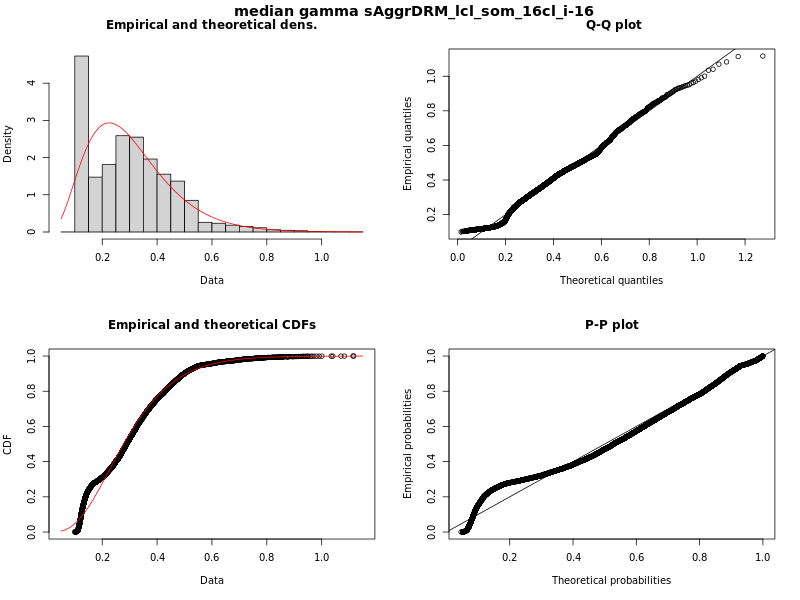 median gamma sAggrDRM_lcl_som_16cl_i-16
Empirical and theoretical dens.
Density
0 1 2 3 4
0.2 0.4 0.6 0.8 1.0
Data
Q-Q plot
Empirical quantiles
0.2 0.4 0.6 0.8 1.0
0.0 0.2 0.4 0.6 0.8 1.0 1.2
Theoretical quantiles
Empirical and theoretical CDFs
CDF
0.0 0.2 0.4 0.6 0.8 1.0
0.2 0.4 0.6 0.8 1.0
Data
P-P plot
Empirical probabilities
0.0 0.2 0.4 0.6 0.8 1.0
0.2 0.4 0.6 0.8 1.0
Theoretical probabilities